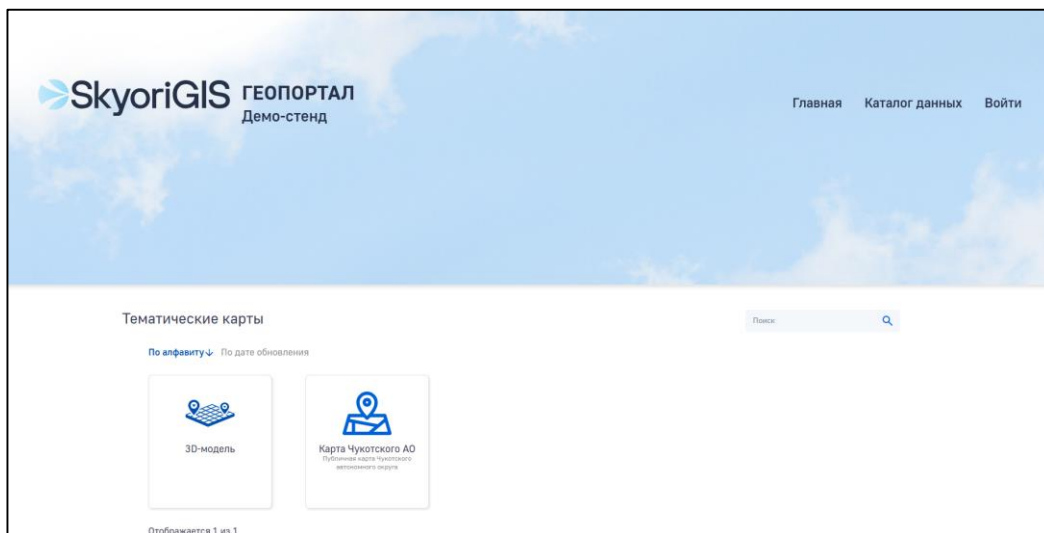 SkyoriGIS ГЕОПОРТАЛ
Демо-стенд
Главная Каталог данных Войти
Тематические карты
Поиск
По алфавиту↓ По дате обновления
3D-модель
Карта Чукотского АО
Публичная карта Чукотского
автономного округа
Отображается 1 из 1